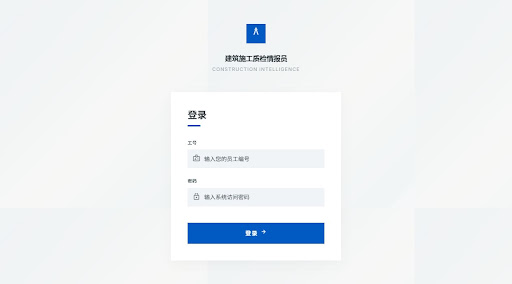 建筑施工质检情报员
CONSTRUCTION INTELLIGENCE
登录
工号
输入您的员工编号
密码
输入系统访问密码
登录 →